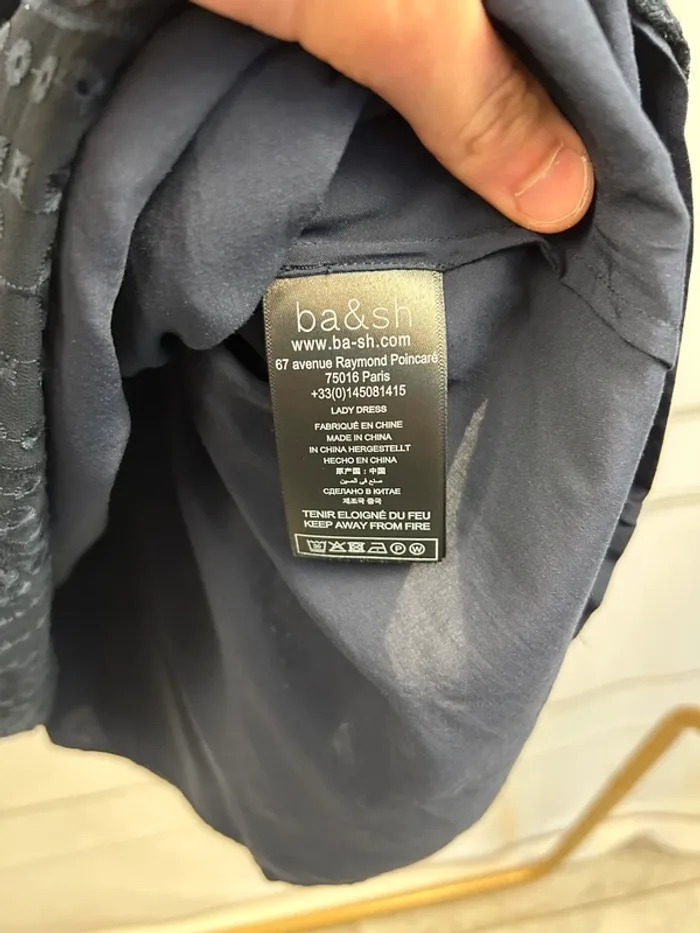 ba&sh
www.ba-sh.com
67 avenue Raymond Poincaré
75016 Paris
+33(0)145081415
LADY DRESS
FABRIQUÉ EN CHINE
MADE IN CHINA
IN CHINA HERGESTELLT
HECHO EN CHINA
原产国：中国
صنع في الصين
СДЕЛАНО В КИТАЕ
제조국 중국
TENIR ELOIGNÉ DU FEU
KEEP AWAY FROM FIRE
P W